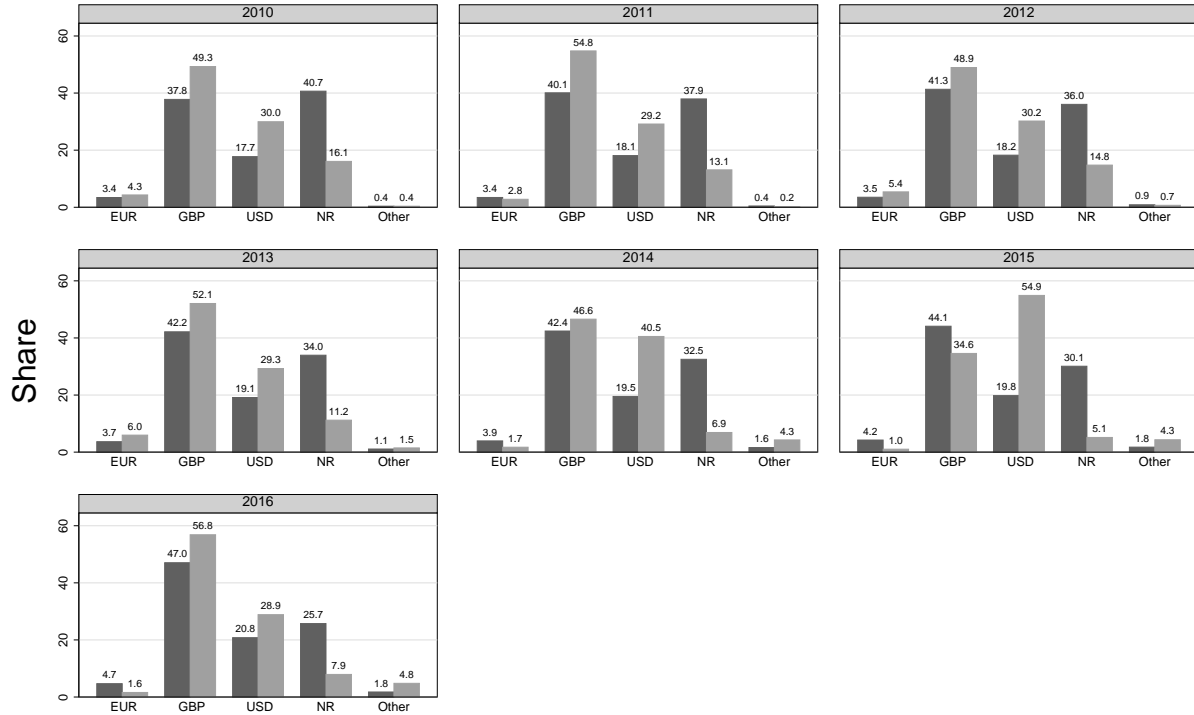 2010
2011
2012
60
40
20
0
3.4 4.3 37.8 49.3 17.7 30.0 40.7 16.1 0.4 0.4
EUR GBP USD NR Other
3.4 2.8 40.1 54.8 18.1 29.2 37.9 13.1 0.4 0.2
EUR GBP USD NR Other
3.5 5.4 41.3 48.9 18.2 30.2 36.0 14.8 0.9 0.7
EUR GBP USD NR Other
Share
2013
2014
2015
60
40
20
0
3.7 6.0 42.2 52.1 19.1 29.3 34.0 11.2 1.1 1.5
EUR GBP USD NR Other
3.9 1.7 42.4 46.6 19.5 40.5 32.5 6.9 1.6 4.3
EUR GBP USD NR Other
4.2 1.0 44.1 34.6 19.8 54.9 30.1 5.1 1.8 4.3
EUR GBP USD NR Other
2016
60
40
20
0
4.7 1.6 47.0 56.8 20.8 28.9 25.7 7.9 1.8 4.8
EUR GBP USD NR Other